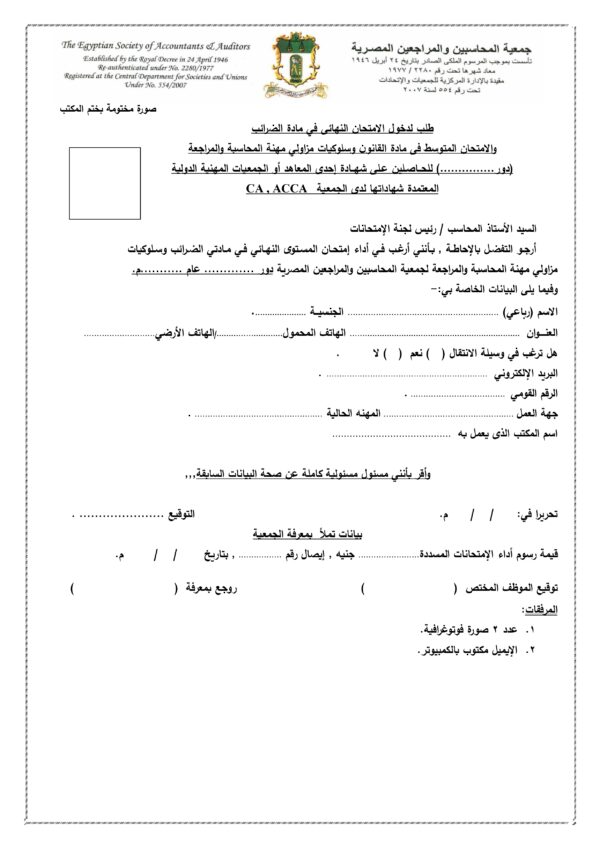 The Egyptian Society of Accountants & Auditors
Established by the Royal Decree in 24 April 1946
Re-authenticated under No. 2280/1977
Registered at the Central Department for Societies and Unions
Under No. 554/2007
جمعية المحاسبين والمراجعين المصرية
تأسست بموجب المرسوم الملكى الصادر بتاريخ ٢٤ أبريل ١٩٤٦
معاد شهرها تحت رقم ٢٢٨٠ / ١٩٧٧
مقيدة بالإدارة المركزية للجمعيات والإتحادات
تحت رقم ٥٥٤ لسنة ٢٠٠٧
صورة مختومة بختم المكتب
طلب لدخول الامتحان النهائي في مادة الضرائب
والامتحان المتوسط فى مادة القانون وسلوكيات مزاولي مهنة المحاسبة والمراجعة
(دور ...............) للحاصلين على شهادة إحدى المعاهد أو الجمعيات المهنية الدولية
المعتمدة شهاداتها لدى الجمعية CA , ACCA
السيد الأستاذ المحاسب / رئيس لجنة الإمتحانات
أرجو التفضل بالإحاطة , بأنني أرغب في أداء إمتحان المستوى النهائي في مادتي الضرائب وسلوكيات
مزاولي مهنة المحاسبة والمراجعة لجمعية المحاسبين والمراجعين المصرية دور ............. عام ...........م.
وفيما يلى البيانات الخاصة بي:-
الاسم (رباعي) ............................................................ الجنسية .....................
العنـوان ........................................................ الهاتف المحمول........................../الهاتف الأرضي............................
هل ترغب في وسيلة الانتقال ( ) نعم ( ) لا .
البريد الإلكتروني ................................................................ .
الرقم القومي ..................................... .
جهة العمل ................................................... المهنه الحالية .................................................. .
اسم المكتب الذى يعمل به .........................................
وأقر بأنني مسئول مسئولية كاملة عن صحة البيانات السابقة,,,
تحريرا في: / / م. التوقيع ...................... .
بيانات تملأ بمعرفة الجمعية
قيمة رسوم أداء الإمتحانات المسددة........................ جنيه , إيصال رقم ................. , بتاريخ / / م.
توقيع الموظف المختص ( ) روجع بمعرفة ( )
المرفقات:
١. عدد ٢ صورة فوتوغرافية.
٢. الإيميل مكتوب بالكمبيوتر.